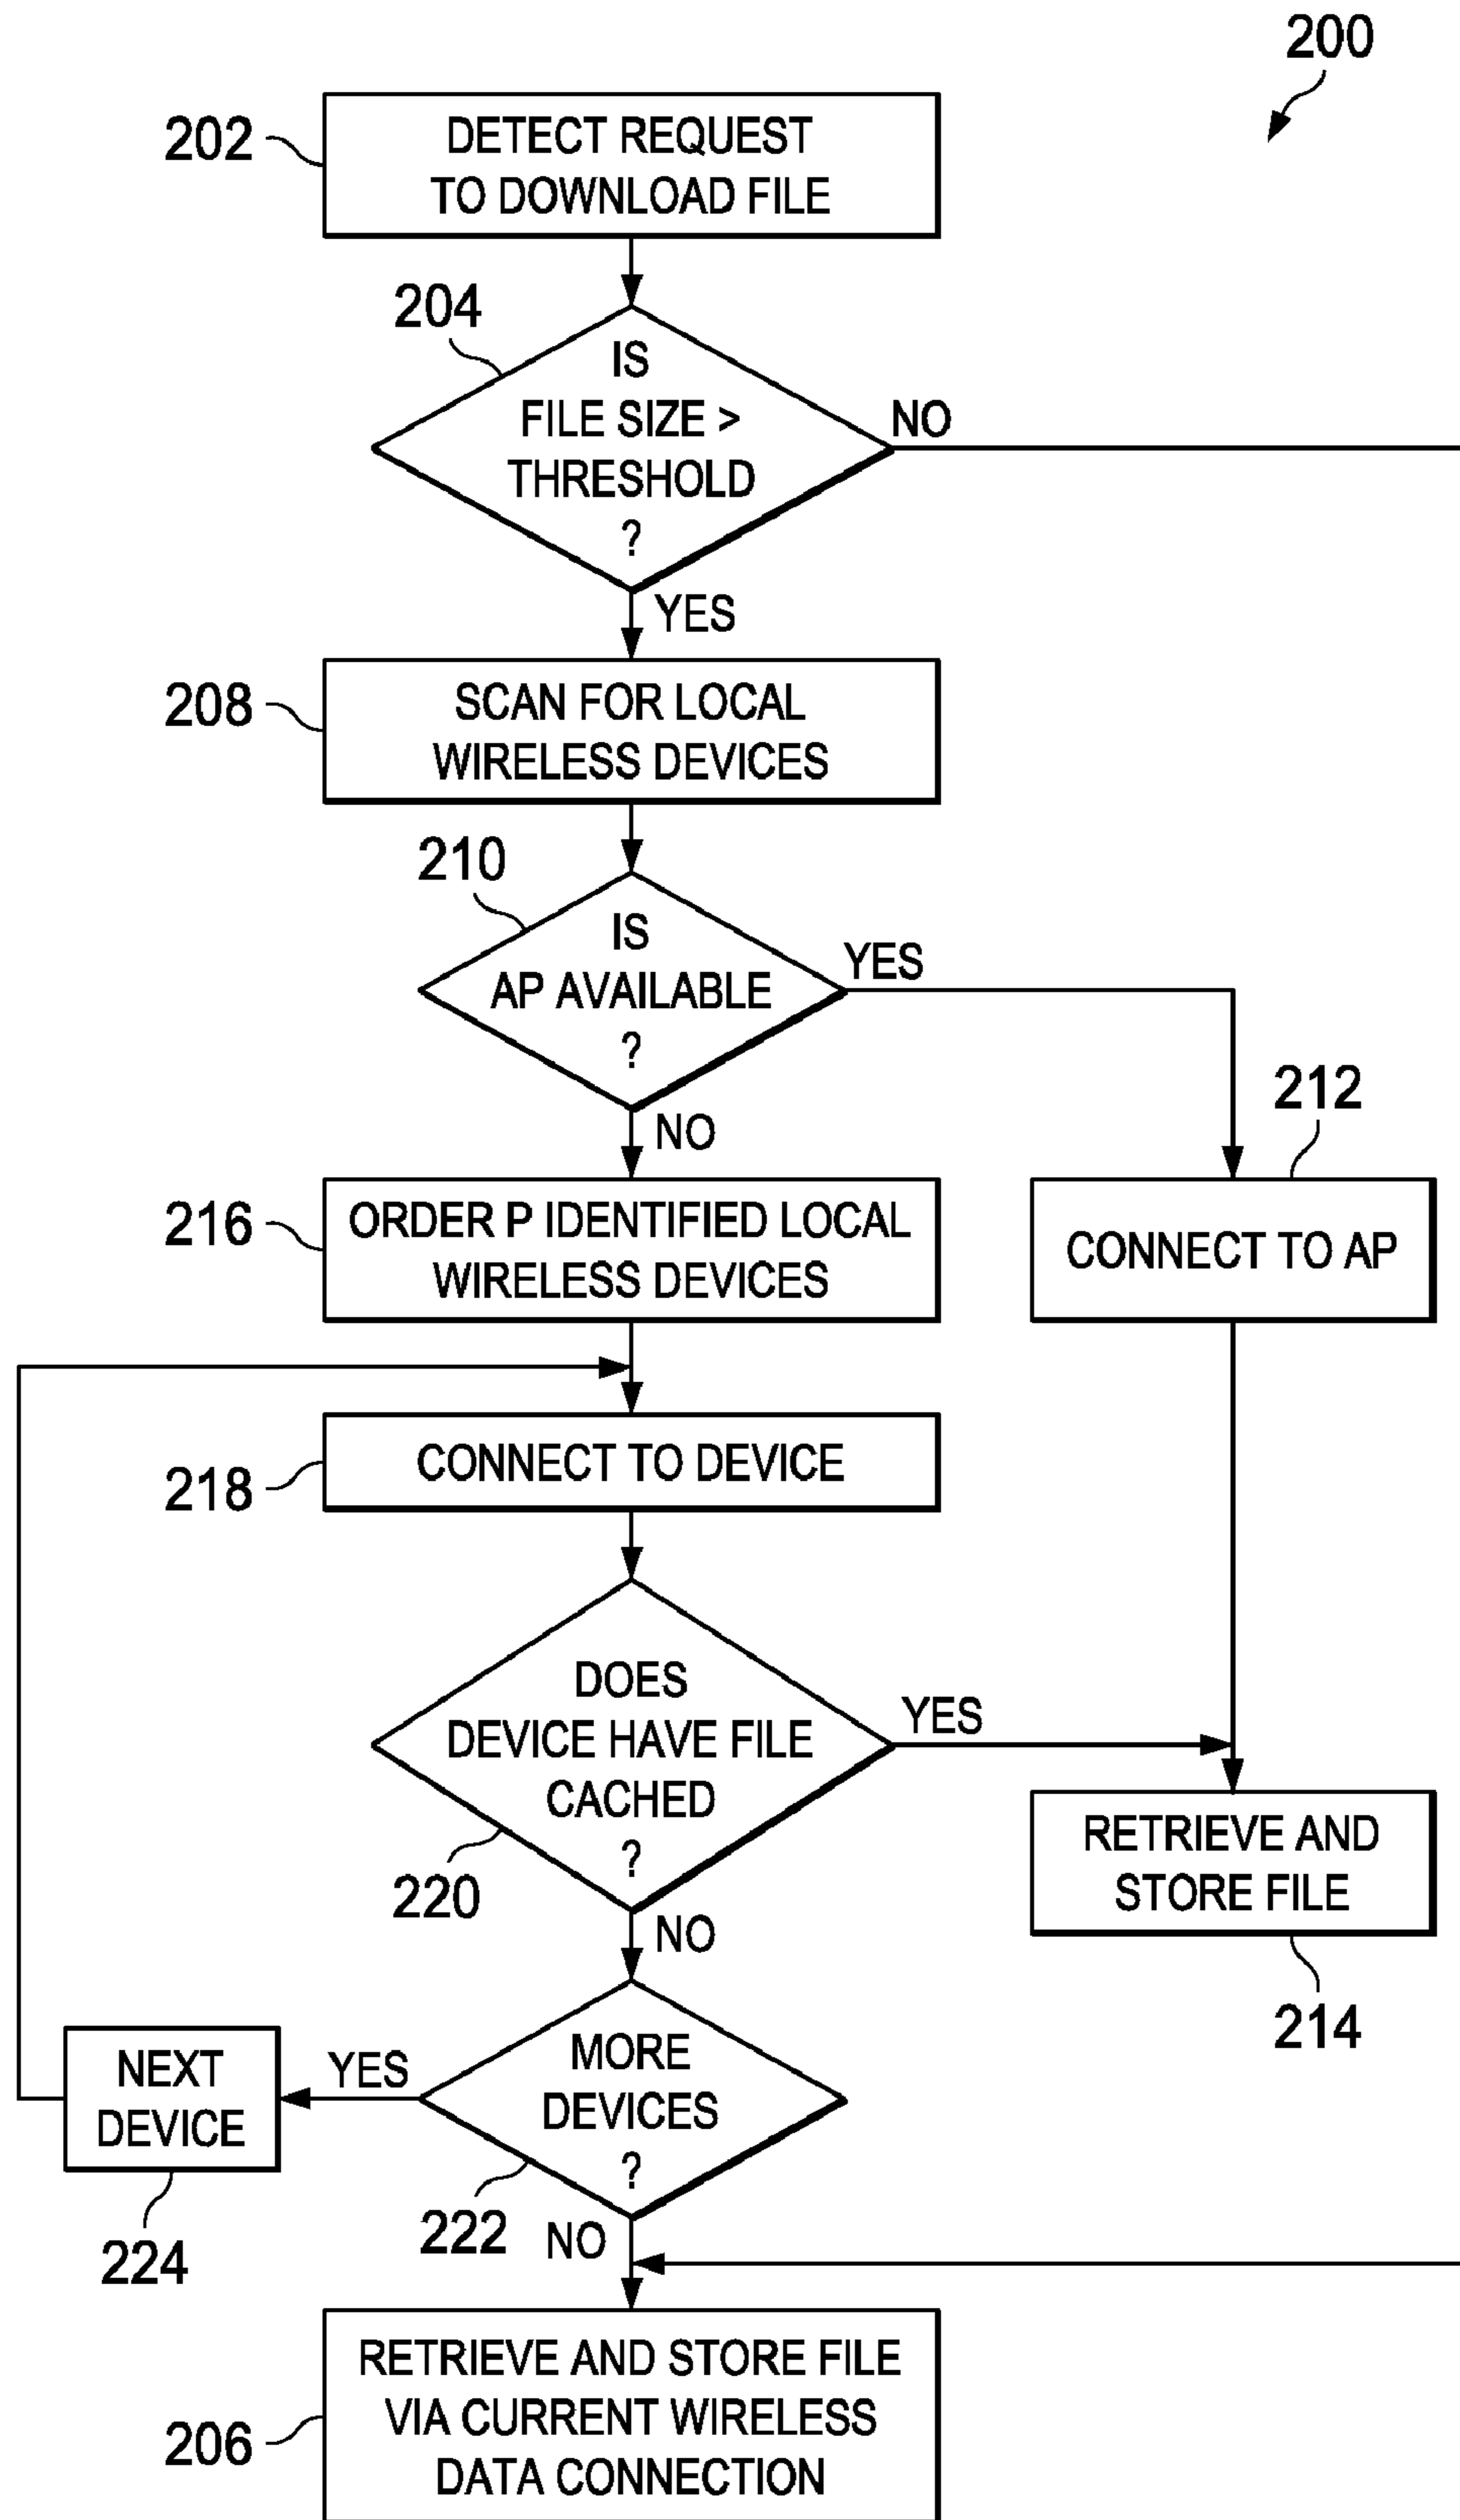 200
202
DETECT REQUEST
TO DOWNLOAD FILE
204
IS
FILE SIZE >
THRESHOLD
?
NO
YES
208
SCAN FOR LOCAL
WIRELESS DEVICES
210
IS
AP AVAILABLE
?
YES
NO
212
CONNECT TO AP
216
ORDER P IDENTIFIED LOCAL
WIRELESS DEVICES
218
CONNECT TO DEVICE
DOES
DEVICE HAVE FILE
CACHED
?
YES
220
NO
RETRIEVE AND
STORE FILE
214
MORE
DEVICES
?
YES
NEXT
DEVICE
224
222
NO
206
RETRIEVE AND STORE FILE
VIA CURRENT WIRELESS
DATA CONNECTION